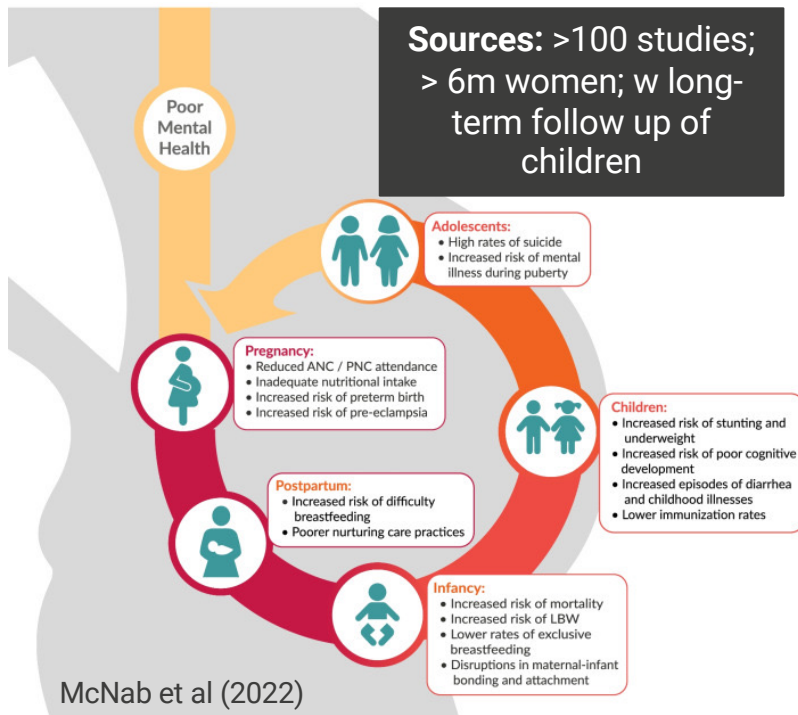 Sources: >100 studies;
> 6m women; w long-
term follow up of
children
Poor
Mental
Health
Adolescents:
• High rates of suicide
• Increased risk of mental
illness during puberty
Pregnancy:
• Reduced ANC / PNC attendance
• Inadequate nutritional intake
• Increased risk of preterm birth
• Increased risk of pre-eclampsia
Children:
• Increased risk of stunting and
underweight
• Increased risk of poor cognitive
development
• Increased episodes of diarrhea
and childhood illnesses
• Lower immunization rates
Postpartum:
• Increased risk of difficulty
breastfeeding
• Poorer nurturing care practices
Infancy:
• Increased risk of mortality
• Increased risk of LBW
• Lower rates of exclusive
breastfeeding
• Disruptions in maternal-infant
bonding and attachment
McNab et al (2022)